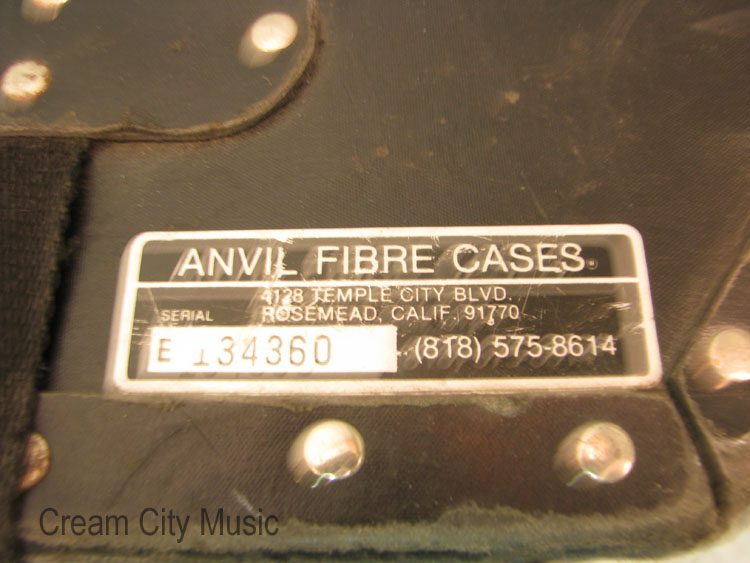 ANVIL FIBRE CASES
4128 TEMPLE CITY BLVD.
SERIAL ROSEMEAD, CALIF. 91770
E 134360 (818) 575-8614
Cream City Music